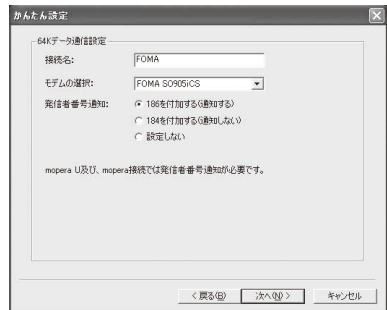 かんたん設定
64Kデータ通信設定
接続名: FOMA
モデムの選択: FOMA SO905iCS
発信者番号通知: 186を付加する(通知する)
184を付加する(通知しない)
設定しない
mopera U及び、mopera接続では発信者番号通知が必要です。
< 戻る(B) 次へ(N) > キャンセル